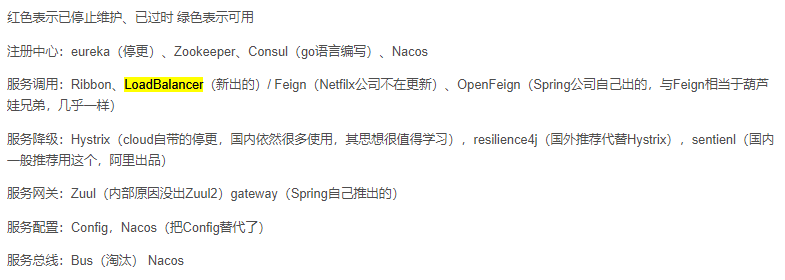 红色表示已停止维护、已过时 绿色表示可用
注册中心：eureka（停更）、Zookeeper、Consul（go语言编写）、Nacos
服务调用：Ribbon、LoadBalancer（新出的）/ Feign（Netfilx公司不在更新）、OpenFeign（Spring公司自己出的，与Feign相当于葫芦
娃兄弟，几乎一样）
服务降级：Hystrix（cloud自带的停更，国内依然很多使用，其思想很值得学习），resilience4j（国外推荐代替Hystrix），sentienl（国内
一般推荐用这个，阿里出品）
服务网关：Zuul（内部原因没出Zuul2）gateway（Spring自己推出的）
服务配置：Config，Nacos（把Config替代了）
服务总线：Bus（淘汰） Nacos